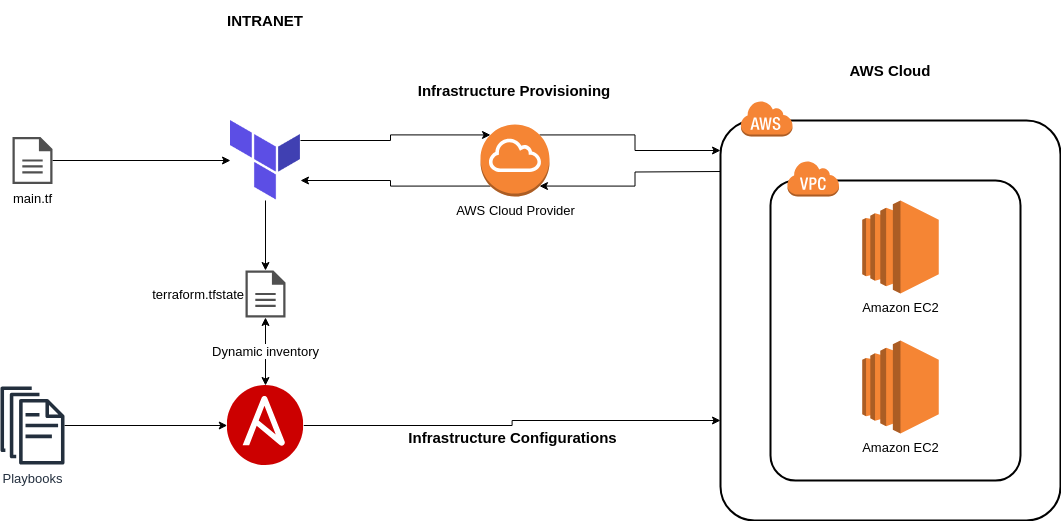 INTRANET
AWS Cloud
Infrastructure Provisioning
AWS
main.tf
VPC
AWS Cloud Provider
terraform.tfstate
Amazon EC2
Dynamic inventory
Infrastructure Configurations
Amazon EC2
Playbooks